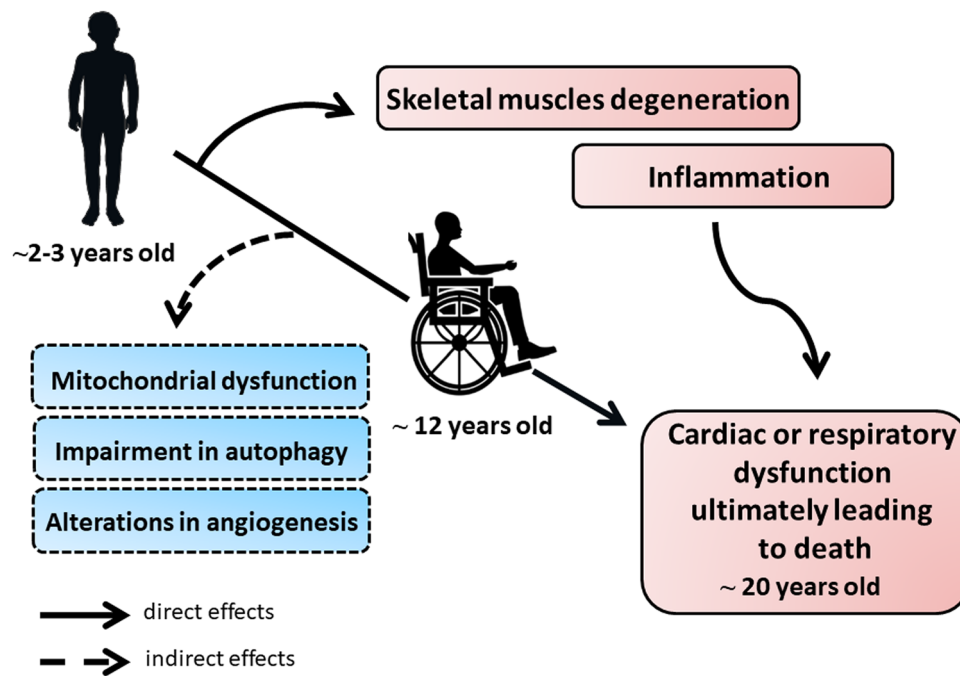 Skeletal muscles degeneration
Inflammation
~2-3 years old
Mitochondrial dysfunction
Impairment in autophagy
Alterations in angiogenesis
~ 12 years old
Cardiac or respiratory
dysfunction
ultimately leading
to death
~ 20 years old
direct effects
indirect effects